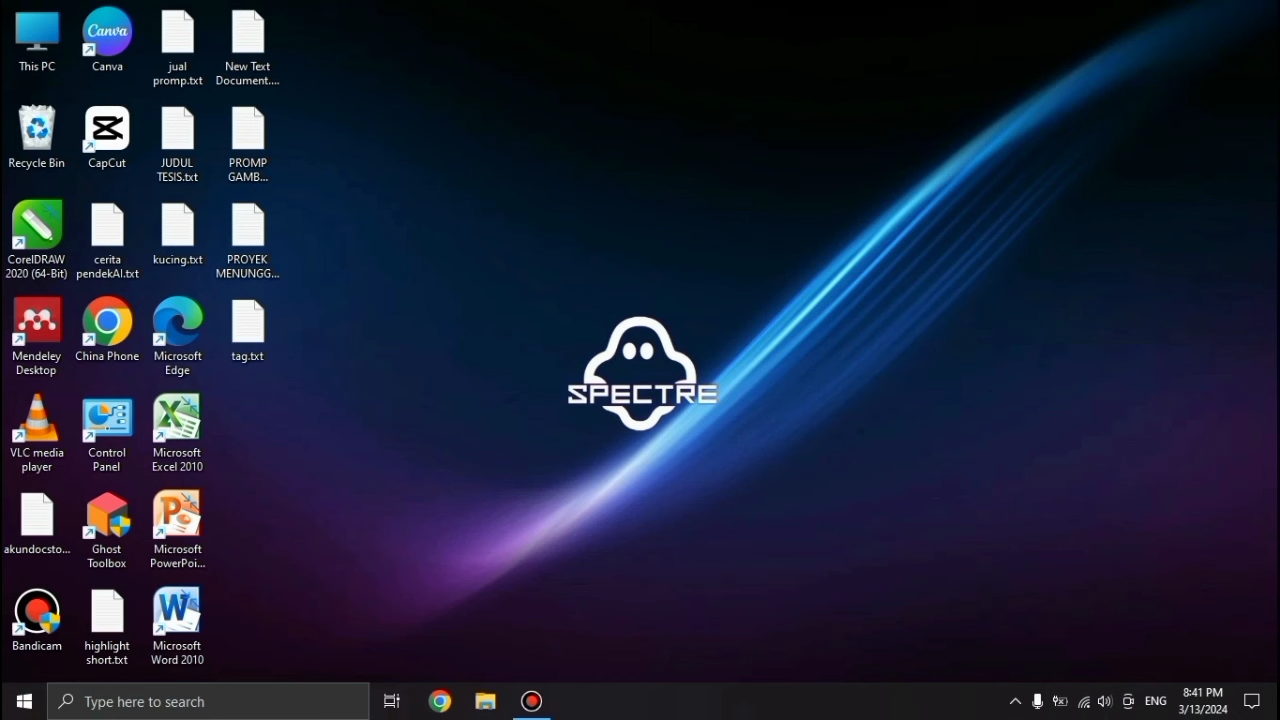 This PC
Canva
jual
promp.txt
New Text
Document....
Recycle Bin
CapCut
JUDUL
TESIS.txt
PROMP
GAMB...
CorelDRAW
2020 (64-Bit)
cerita
pendekAI.txt
kucing.txt
PROYEK
MENUNGG...
Mendeley
Desktop
China Phone
Microsoft
Edge
tag.txt
SPECTRE
VLC media
player
Control
Panel
Microsoft
Excel 2010
akundocsto...
Ghost
Toolbox
Microsoft
PowerPoi...
Bandicam
highlight
short.txt
Microsoft
Word 2010
Type here to search
ENG
8:41 PM
3/13/2024